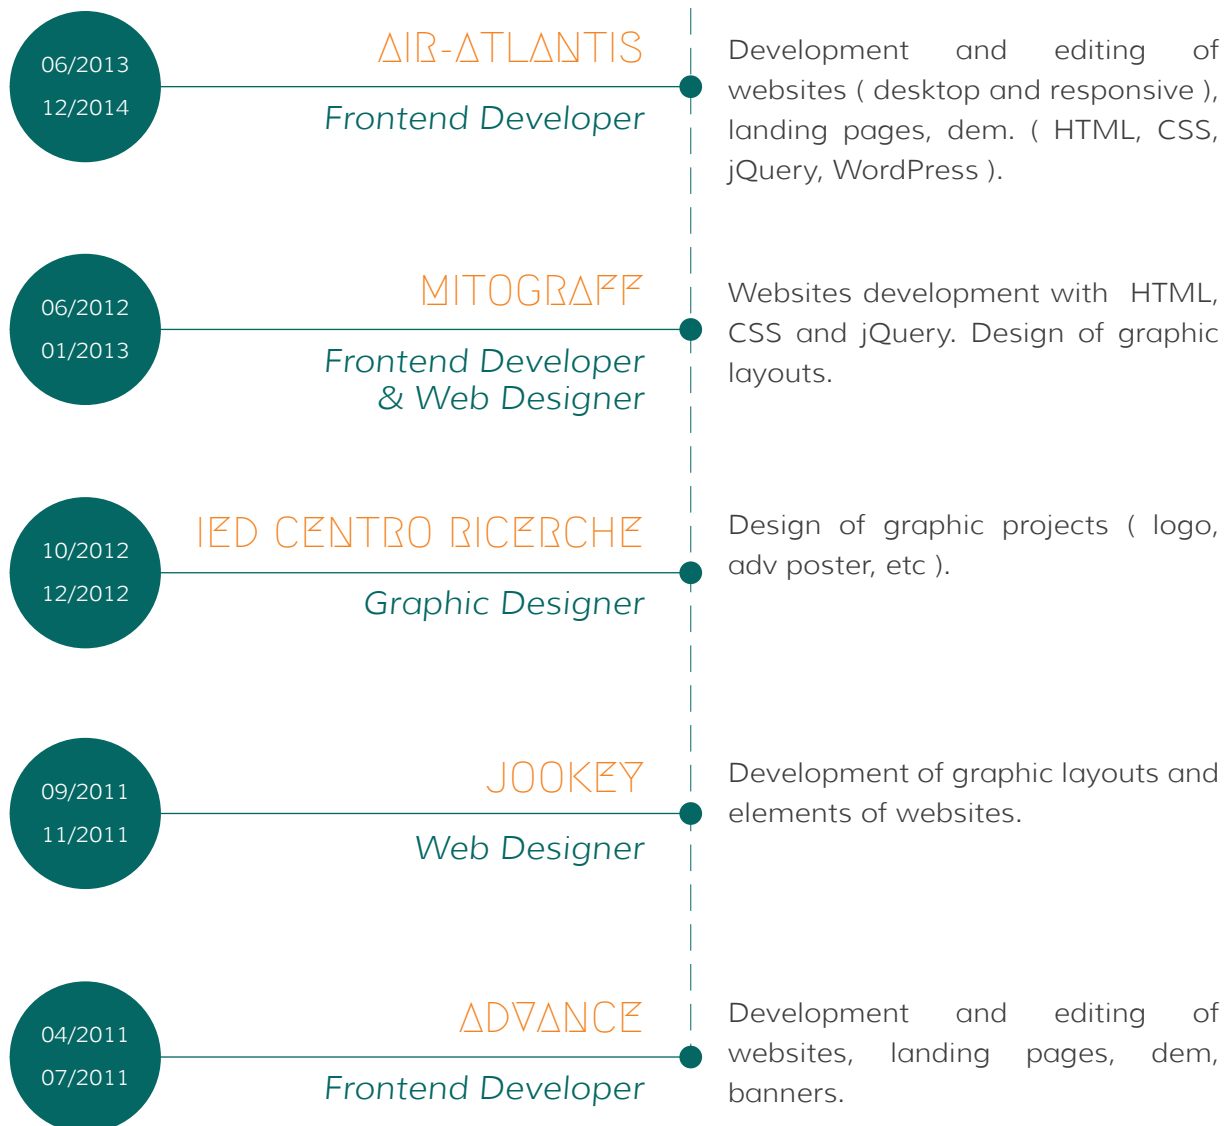 06/2013
12/2014
AIR-ATLANTIS
Frontend Developer
Development and editing of
websites ( desktop and responsive ),
landing pages, dem. ( HTML, CSS,
jQuery, WordPress ).
06/2012
01/2013
MITOGRAFF
Frontend Developer
& Web Designer
Websites development with HTML,
CSS and jQuery. Design of graphic
layouts.
10/2012
12/2012
IED CENTRO RICERCHE
Graphic Designer
Design of graphic projects ( logo,
adv poster, etc ).
09/2011
11/2011
JOOKEY
Web Designer
Development of graphic layouts and
elements of websites.
04/2011
07/2011
ADVANCE
Frontend Developer
Development and editing of
websites, landing pages, dem,
banners.